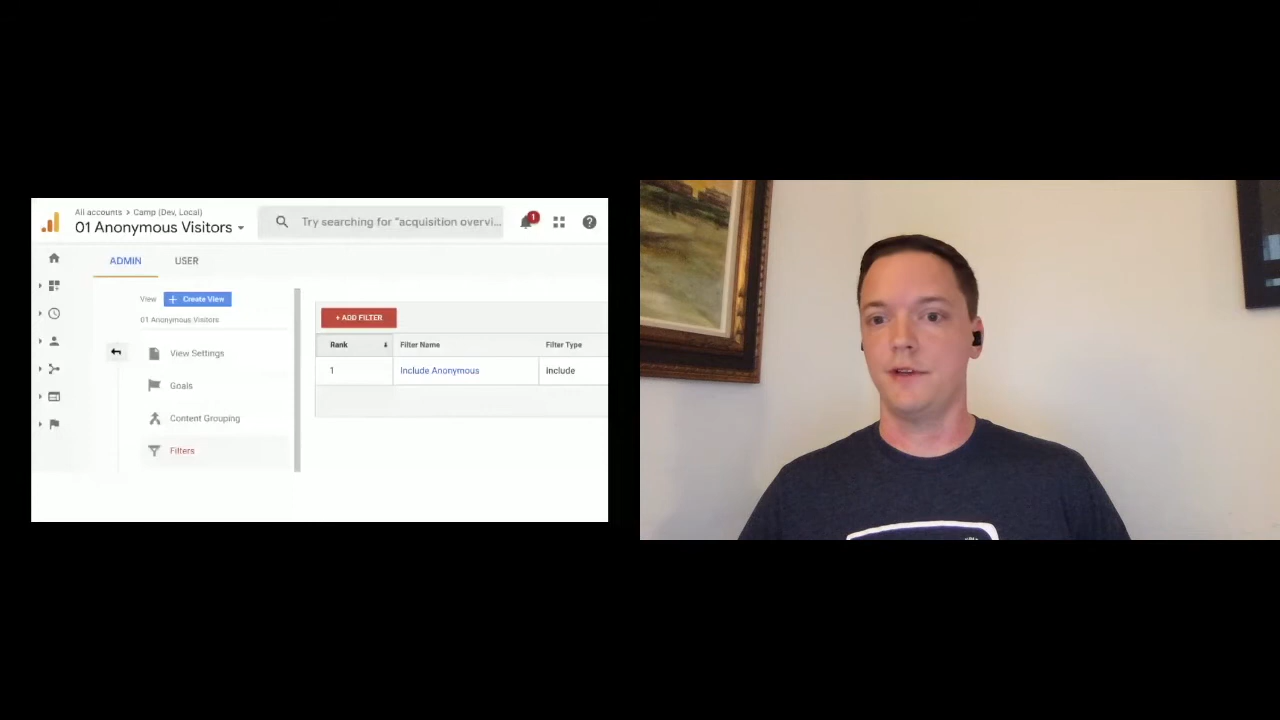 All accounts > Camp (Dev, Local)
01 Anonymous Visitors
Try searching for "acquisition overvi...
1
ADMIN USER
View + Create View
01 Anonymous Visitors
View Settings
Goals
Content Grouping
Filters
+ ADD FILTER
Rank Filter Name Filter Type
1 Include Anonymous Include